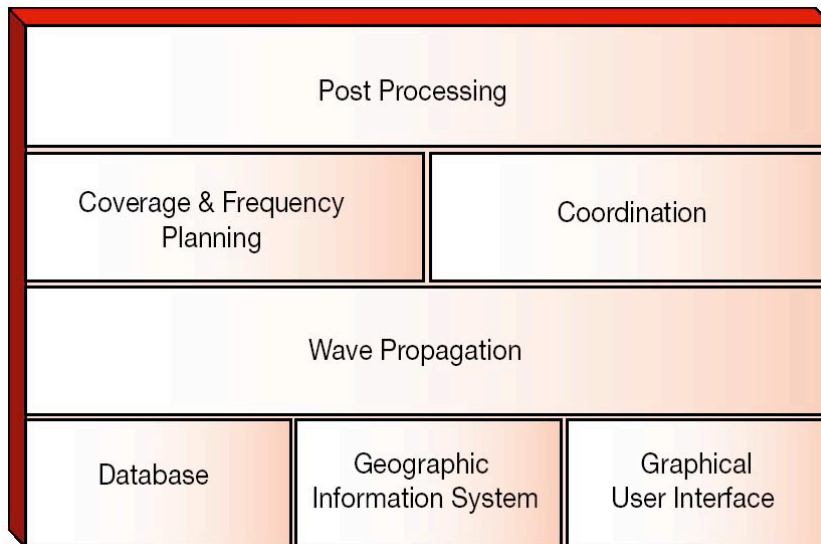 Post Processing
Coverage & Frequency
Planning
Coordination
Wave Propagation
Database
Geographic
Information System
Graphical
User Interface